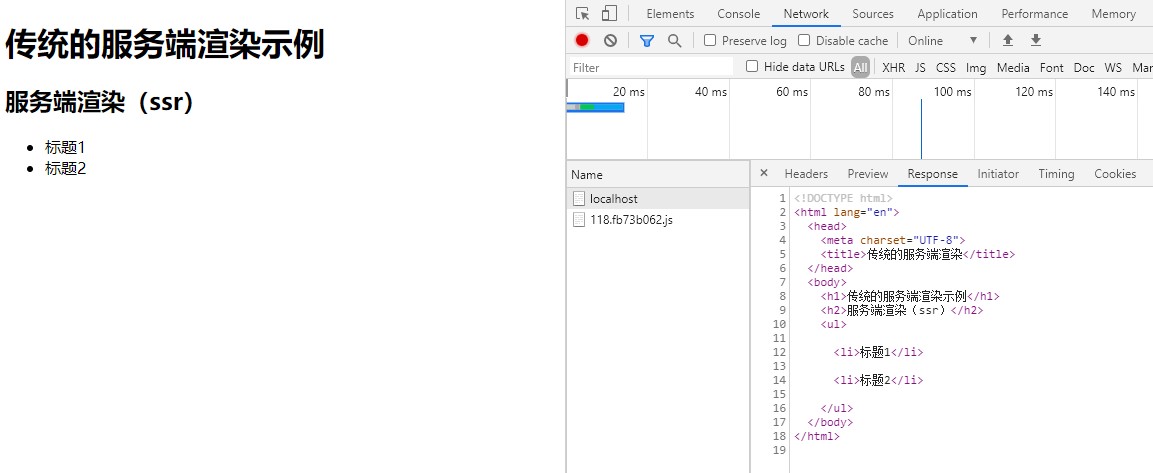 传统的服务端渲染示例
服务端渲染（ssr）
标题1
标题2
Elements Console Network Sources Application Performance Memory
Preserve log Disable cache Online
Filter Hide data URLs All XHR JS CSS Img Media Font Doc WS Mar
20 ms 40 ms 60 ms 80 ms 100 ms 120 ms 140 ms
Name
localhost
118.fb73b062.js
× Headers Preview Response Initiator Timing Cookies
1 <!DOCTYPE html>
2 <html lang="en">
3 <head>
4 <meta charset="UTF-8">
5 <title>传统的服务端渲染</title>
6 </head>
7 <body>
8 <h1>传统的服务端渲染示例</h1>
9 <h2>服务端渲染（ssr）</h2>
10 <ul>
11
12 <li>标题1</li>
13
14 <li>标题2</li>
15
16 </ul>
17 </body>
18 </html>
19